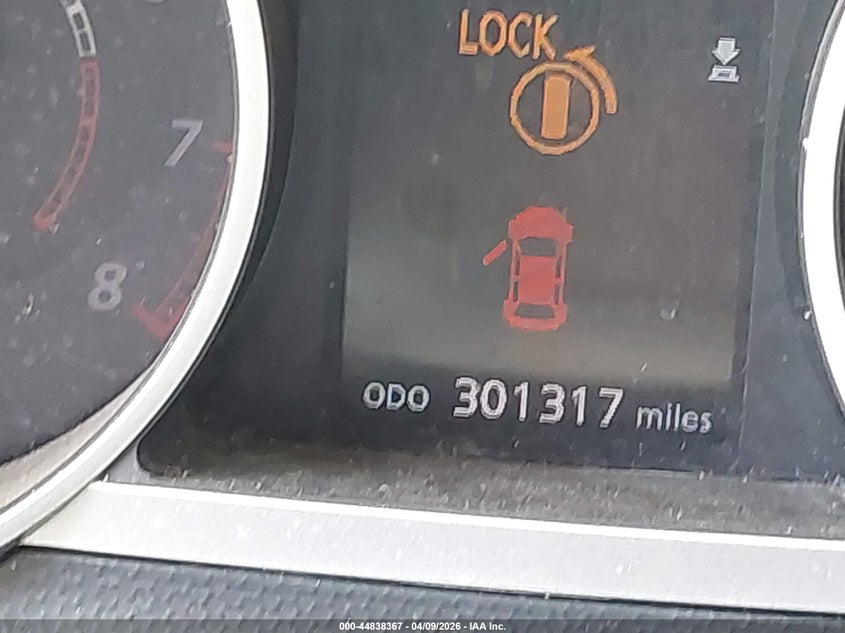 LOCK
7
8
ODO 301317 miles
000-44838367 - 04/09/2026 - IAA Inc.